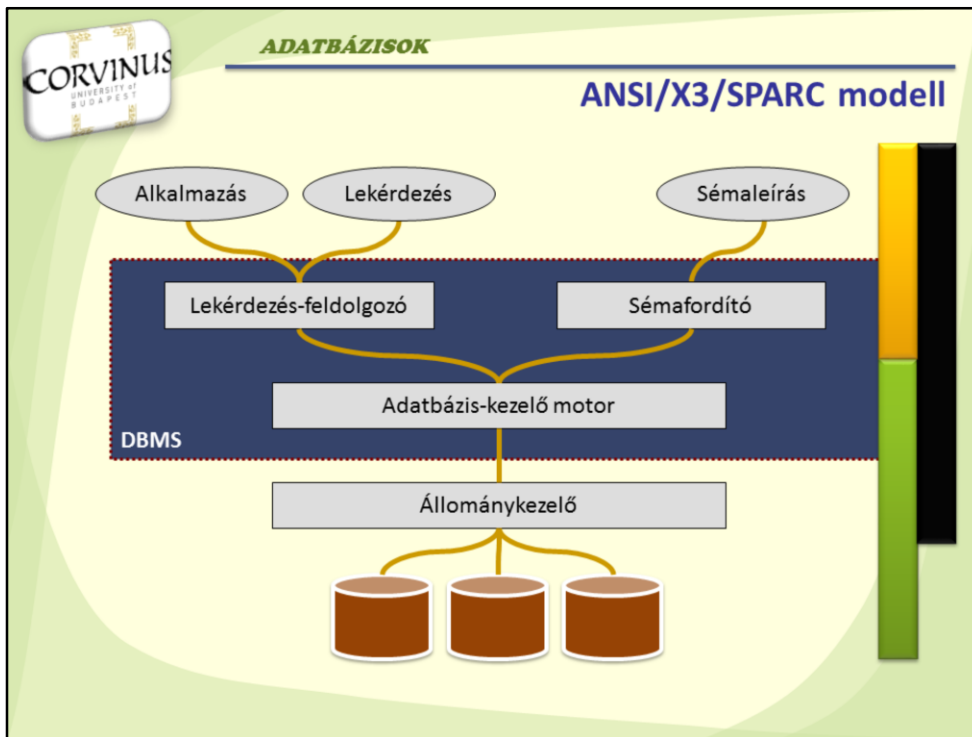 CORVINUS
UNIVERSITY of
BUDAPEST
ADATBÁZISOK
ANSI/X3/SPARC modell
Alkalmazás
Lekérdezés
Sémaleírás
Lekérdezés-feldolgozó
Sémafordító
Adatbázis-kezelő motor
DBMS
Állománykezelő